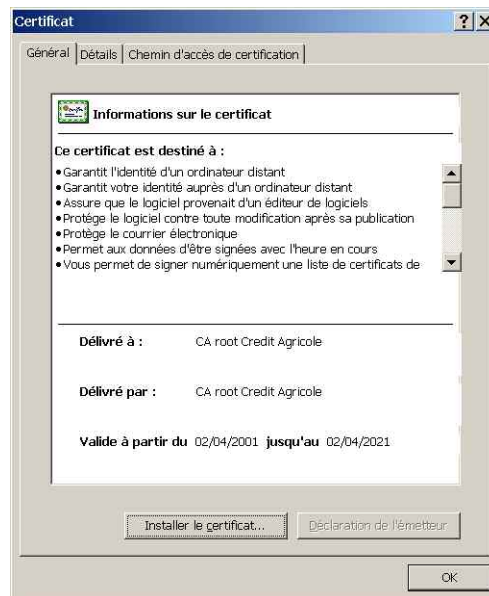 Certificat
Général Détails Chemin d'accès de certification
Informations sur le certificat
Ce certificat est destiné à :
•Garantit l'identité d'un ordinateur distant
•Garantit votre identité auprès d'un ordinateur distant
•Assure que le logiciel provenait d'un éditeur de logiciels
•Protége le logiciel contre toute modification après sa publication
•Protège le courrier électronique
•Permet aux données d'être signées avec l'heure en cours
•Vous permet de signer numériquement une liste de certificats de
Délivré à : CA root Credit Agricole
Délivré par : CA root Credit Agricole
Valide à partir du 02/04/2001 jusqu'au 02/04/2021
Installer le certificat... Déclaration de l'émetteur
OK